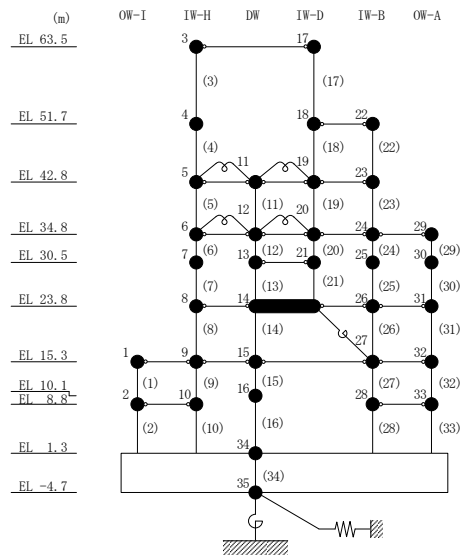 (m) OW-I IW-H DW IW-D IW-B OW-A
EL 63.5 3 17
(3) (17)
EL 51.7 4 18 22
(4) (18) (22)
EL 42.8 5 11 19 23
(5) (11) (19) (23)
EL 34.8 6 12 20 24 29
(6) (12) (20) (24) (29)
EL 30.5 7 13 21 25 30
(7) (13) (21) (25) (30)
EL 23.8 8 14 26 31
(8) (14) (26) (31)
27
EL 15.3 1 9 15 32
(1) (9) (15) (27) (32)
EL 10.1 16
EL 8.8 2 10 28 33
(2) (10) (16) (28) (33)
EL 1.3 34
(34)
EL -4.7 35